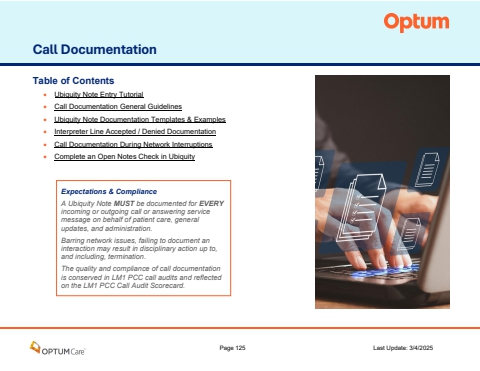 Optum
Call Documentation
Table of Contents
• Ubiquity Note Entry Tutorial
• Call Documentation General Guidelines
• Ubiquity Note Documentation Templates & Examples
• Interpreter Line Accepted / Denied Documentation
• Call Documentation During Network Interruptions
• Complete an Open Notes Check in Ubiquity
Expectations & Compliance
A Ubiquity Note MUST be documented for EVERY
incoming or outgoing call or answering service
message on behalf of patient care, general
updates, and administration.
Barring network issues, failing to document an
interaction may result in disciplinary action up to,
and including, termination.
The quality and compliance of call documentation
is conserved in LM1 PCC call audits and reflected
on the LM1 PCC Call Audit Scorecard.
OPTUMCare
Page 125
Last Update: 3/4/2025